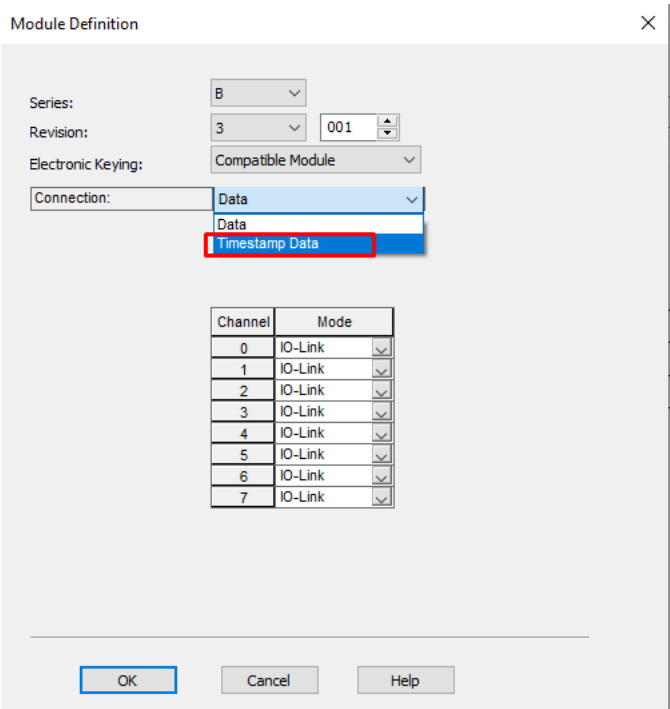 Module Definition
Series: B
Revision: 3 001
Electronic Keying: Compatible Module
Connection: Data
Data
Timestamp Data
Channel Mode
0 IO-Link
1 IO-Link
2 IO-Link
3 IO-Link
4 IO-Link
5 IO-Link
6 IO-Link
7 IO-Link
OK Cancel Help